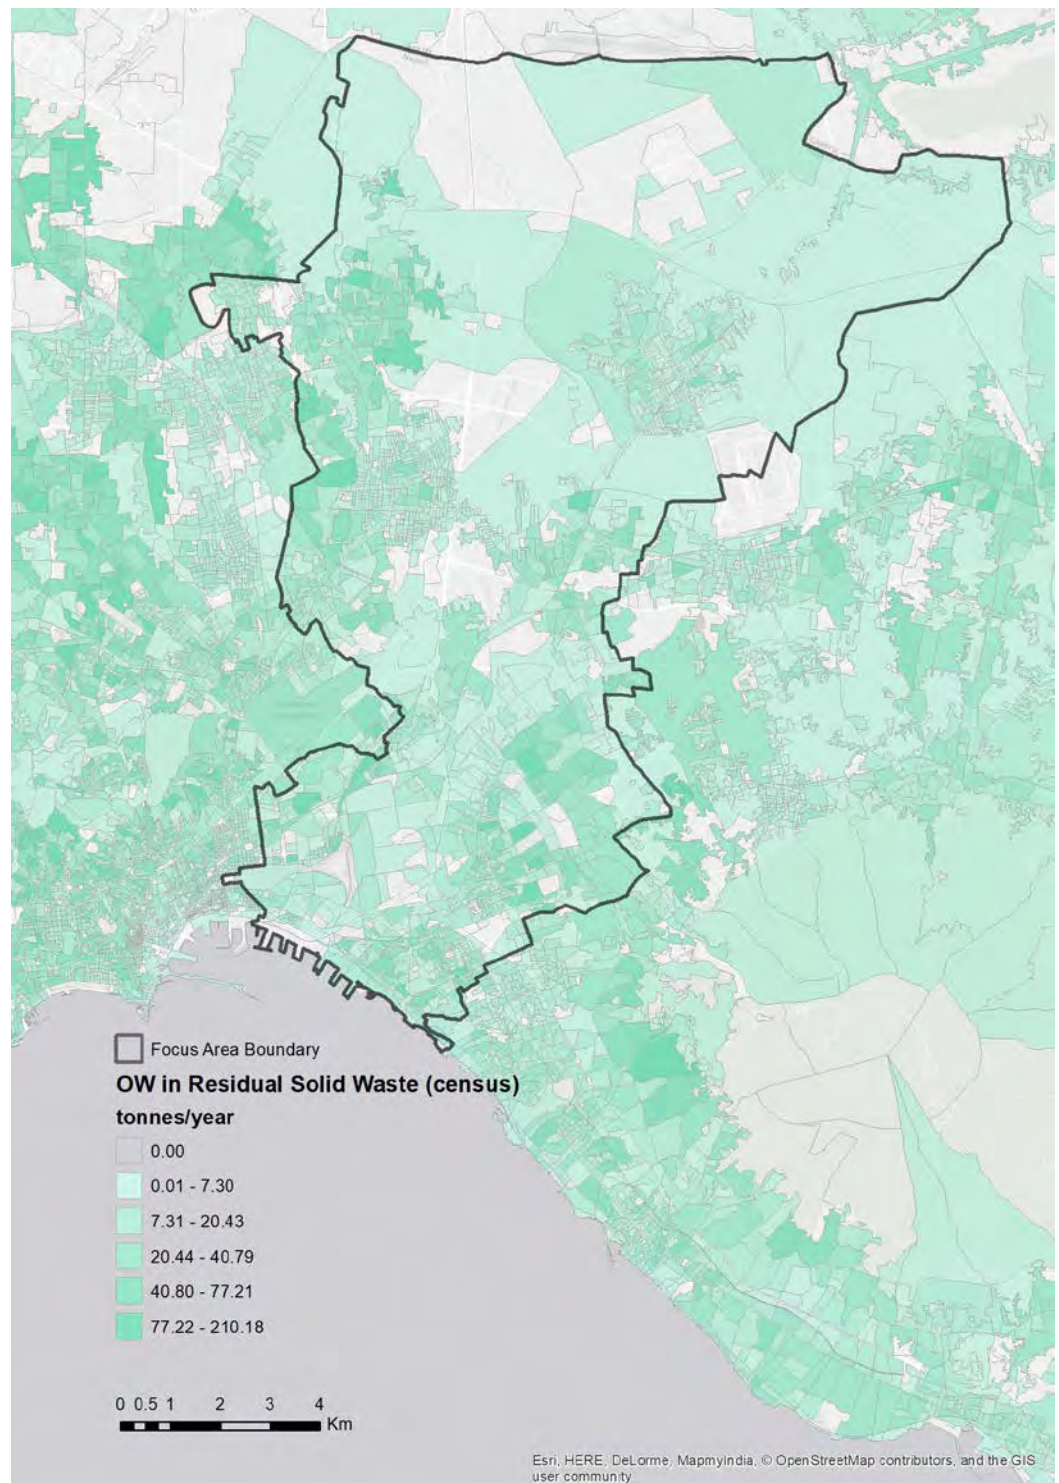 Focus Area Boundary
OW in Residual Solid Waste (census)
tonnes/year
0.00
0.01 - 7.30
7.31 - 20.43
20.44 - 40.79
40.80 - 77.21
77.22 - 210.18
0 0.5 1 2 3 4
Km
Esri, HERE, DeLorme, MapmyIndia, © OpenStreetMap contributors, and the GIS
user community